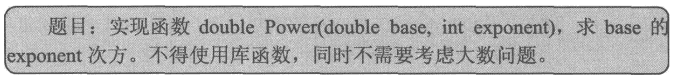 题目：实现函数 double Power(double base, int exponent)，求 base 的
exponent 次方。不得使用库函数，同时不需要考虑大数问题。